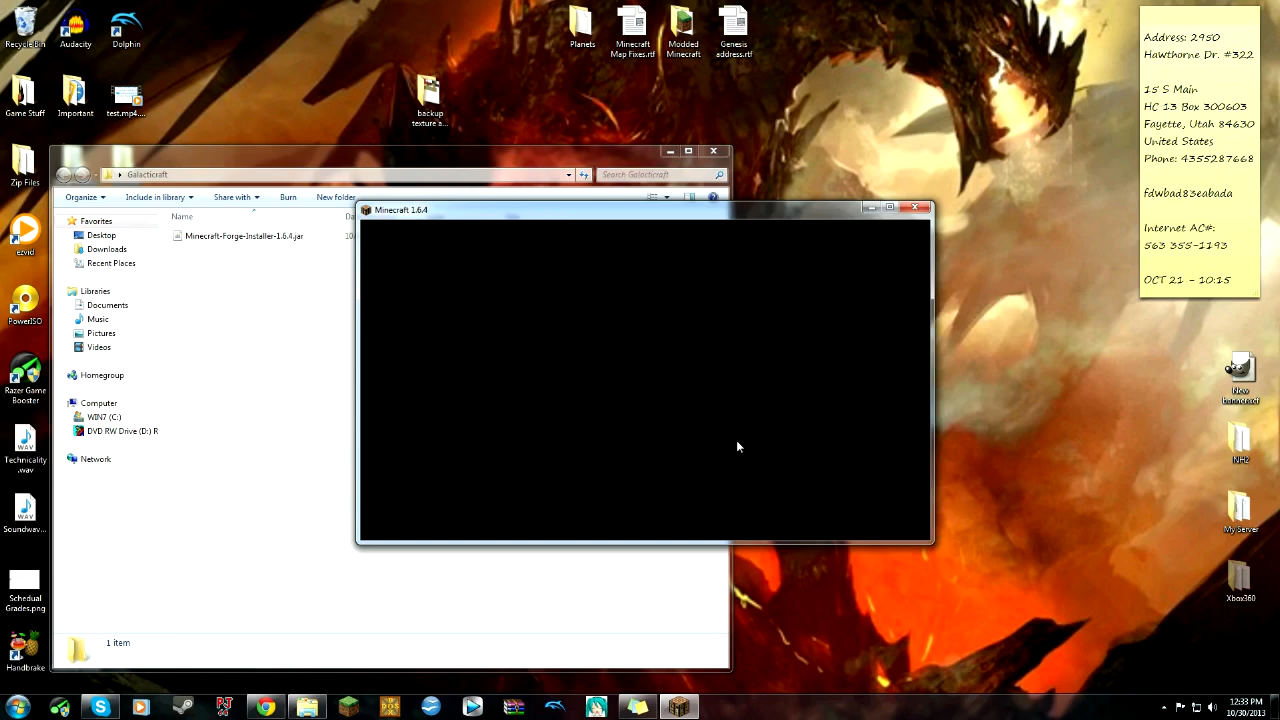 Recycle Bin
Audacity
Dolphin
Game Stuff
Important
test.mp4....
Zip Files
ezvid
PowerISO
Razer Game
Booster
Technicality
.wav
Soundwav...
Schedual
Grades.png
Handbrake
Planets
Minecraft
Map Fixes.rtf
Modded
Minecraft
Genesis
address.rtf
backup
texture a...
Address: 2950
Hawthorne Dr. #322
15 S Main
HC 13 Box 300603
Fayette, Utah 84630
United States
Phone: 4355287668
fdwbad83eabada
Internet AC#:
563 355-1193
OCT 21 - 10:15
Galacticraft
Search Galacticraft
Organize
Include in library
Share with
Burn
New folder
Name
Da
Minecraft-Forge-Installer-1.6.4.jar
10/
Favorites
Desktop
Downloads
Recent Places
Libraries
Documents
Music
Pictures
Videos
Homegroup
Computer
WIN7 (C:)
DVD RW Drive (D:) R
Network
1 item
Minecraft 1.6.4
NH2
My Server
Xbox360
12:33 PM
10/30/2013